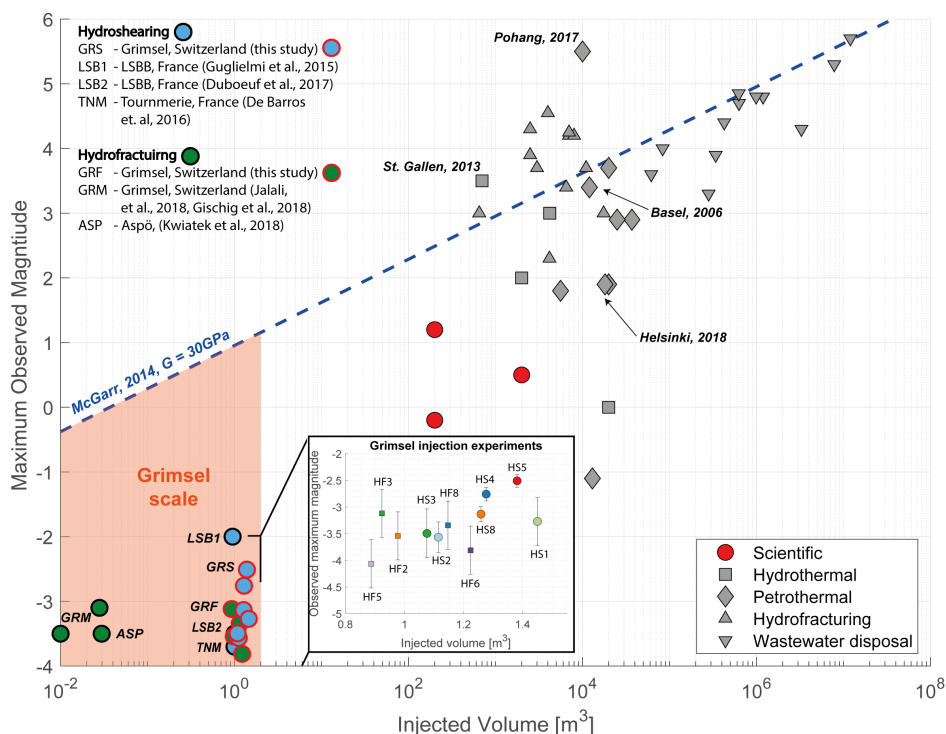 Hydroshearing
GRS - Grimsel, Switzerland (this study)
LSB1 - LSBB, France (Guglielmi et al., 2015)
LSB2 - LSBB, France (Duboeuf et al., 2017)
TNM - Tournmerie, France (De Barros
et. al, 2016)
Hydrofractuirng
GRF - Grimsel, Switzerland (this study)
GRM - Grimsel, Switzerland (Jalali,
et al., 2018, Gischig et al., 2018)
ASP - Aspö, (Kwiatek et al., 2018)
Pohang, 2017
St. Gallen, 2013
Basel, 2006
Helsinki, 2018
McGarr, 2014, G = 30GPa
Grimsel
scale
LSB1
GRS
GRF
GRM
LSB2
ASP
TNM
Grimsel injection experiments
Observed maximum magnitude
-2
-2.5
-3
-3.5
-4
-4.5
-5
HF3
HS5
HS4
HS3
HF8
HS8
HF2
HS2
HS1
HF5
HF6
0.8
1
1.2
1.4
Injected volume [m³]
Scientific
Hydrothermal
Petrothermal
Hydrofracturing
Wastewater disposal
Maximum Observed Magntiude
6
5
4
3
2
1
0
-1
-2
-3
-4
10⁻²
10⁰
10²
10⁴
10⁶
10⁸
Injected Volume [m³]